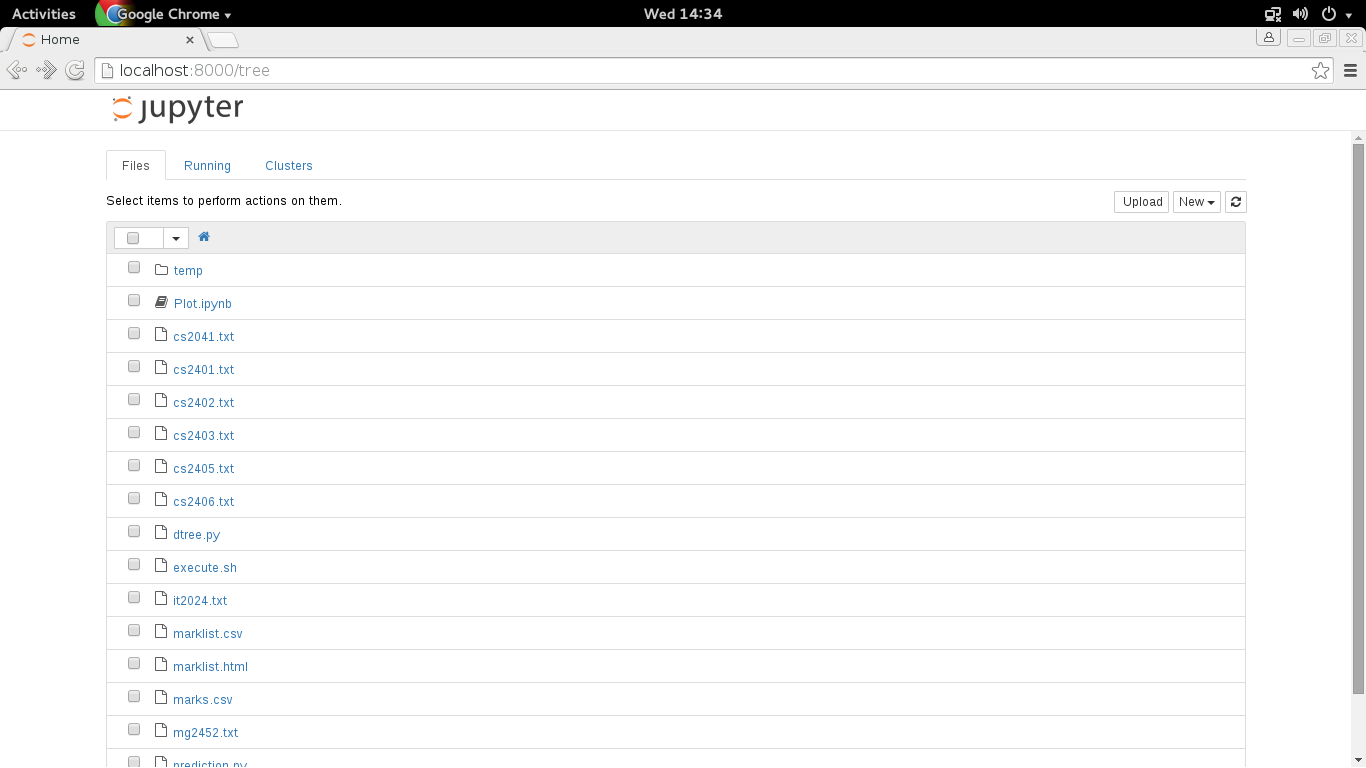 Activities Google Chrome Wed 14:34
Home
localhost:8000/tree
jupyter
Files Running Clusters
Select items to perform actions on them. Upload New
temp
Plot.ipynb
cs2041.txt
cs2401.txt
cs2402.txt
cs2403.txt
cs2405.txt
cs2406.txt
dtree.py
execute.sh
it2024.txt
marklist.csv
marklist.html
marks.csv
mg2452.txt
prediction.py